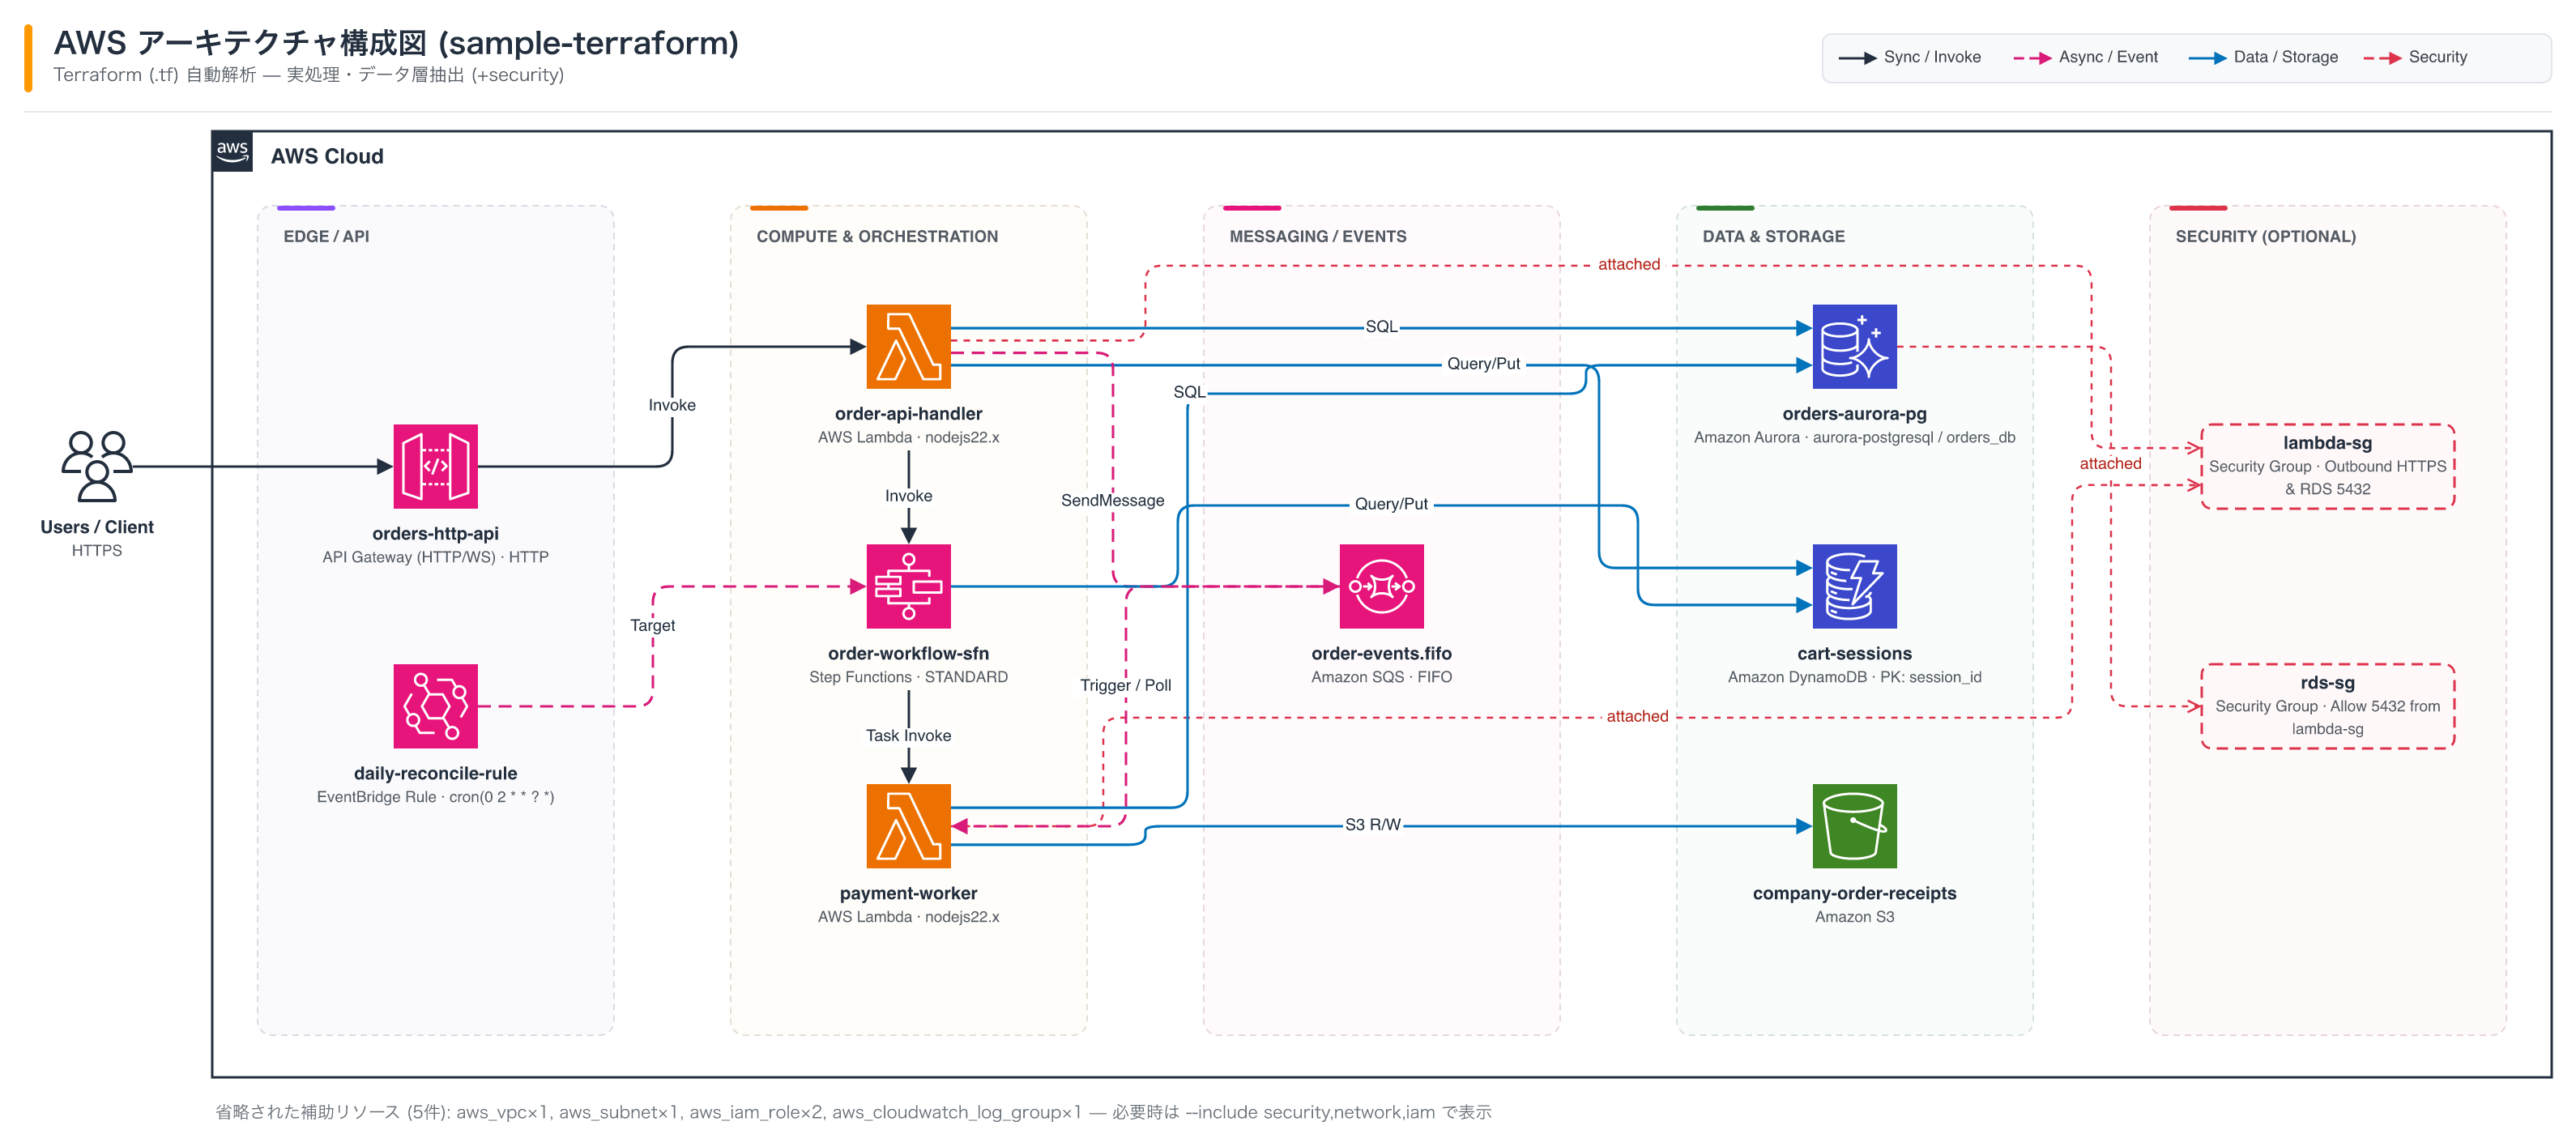 AWS アーキテクチャ構成図 (sample-terraform)
Terraform (.tf) 自動解析 — 実処理・データ層抽出 (+security)
Sync / Invoke
Async / Event
Data / Storage
Security
aws
AWS Cloud
EDGE / API
COMPUTE & ORCHESTRATION
MESSAGING / EVENTS
DATA & STORAGE
SECURITY (OPTIONAL)
attached
SQL
Query/Put
SQL
Invoke
order-api-handler
AWS Lambda · nodejs22.x
orders-aurora-pg
Amazon Aurora · aurora-postgresql / orders_db
lambda-sg
Security Group · Outbound HTTPS
& RDS 5432
attached
Users / Client
HTTPS
orders-http-api
API Gateway (HTTP/WS) · HTTP
Invoke
SendMessage
Query/Put
Target
order-workflow-sfn
Step Functions · STANDARD
order-events.fifo
Amazon SQS · FIFO
cart-sessions
Amazon DynamoDB · PK: session_id
rds-sg
Security Group · Allow 5432 from
lambda-sg
Trigger / Poll
attached
Task Invoke
daily-reconcile-rule
EventBridge Rule · cron(0 2 * * ? *)
S3 R/W
payment-worker
AWS Lambda · nodejs22.x
company-order-receipts
Amazon S3
省略された補助リソース (5件): aws_vpc×1, aws_subnet×1, aws_iam_role×2, aws_cloudwatch_log_group×1 — 必要時は --include security,network,iam で表示